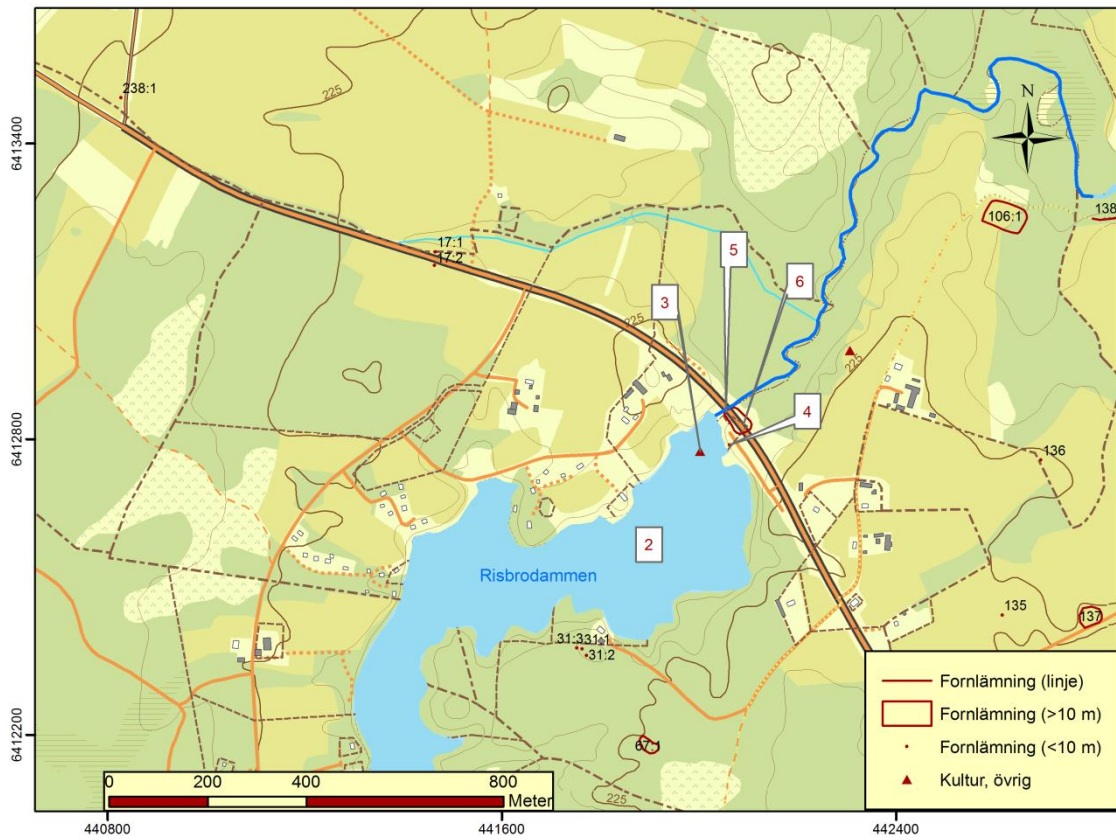 N
238:1
225
6413400
106:1
138
17:1
17:2
5
6
3
225
225
4
6412800
136
2
Risbrodammen
135
137
31:331:1
31:2
67:1
6412200
225
0 200 400 800
Meter
Fornlämning (linje)
Fornlämning (>10 m)
Fornlämning (<10 m)
Kultur, övrig
440800 441600 442400